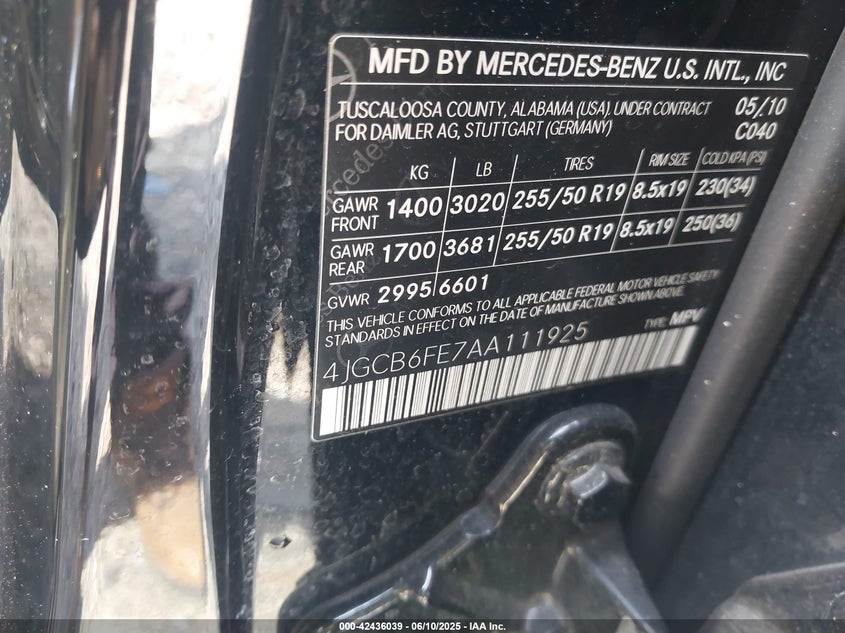 MFD BY MERCEDES-BENZ U.S. INTL., INC
TUSCALOOSA COUNTY, ALABAMA (USA), UNDER CONTRACT 05/10
FOR DAIMLER AG, STUTTGART (GERMANY) C040
KG LB TIRES RIM SIZE COLD KPA (PSI)
GAWR FRONT 1400 3020 255/50 R19 8.5x19 230(34)
GAWR REAR 1700 3681 255/50 R19 8.5x19 250(36)
GVWR 2995 6601
THIS VEHICLE CONFORMS TO ALL APPLICABLE FEDERAL MOTOR VEHICLE SAFETY
STANDARDS IN EFFECT ON THE DATE OF MANUFACTURE SHOWN ABOVE.
TYPE: MPV
4JGCB6FE7AA111925
000-42436039 - 06/10/2025 - IAA Inc.